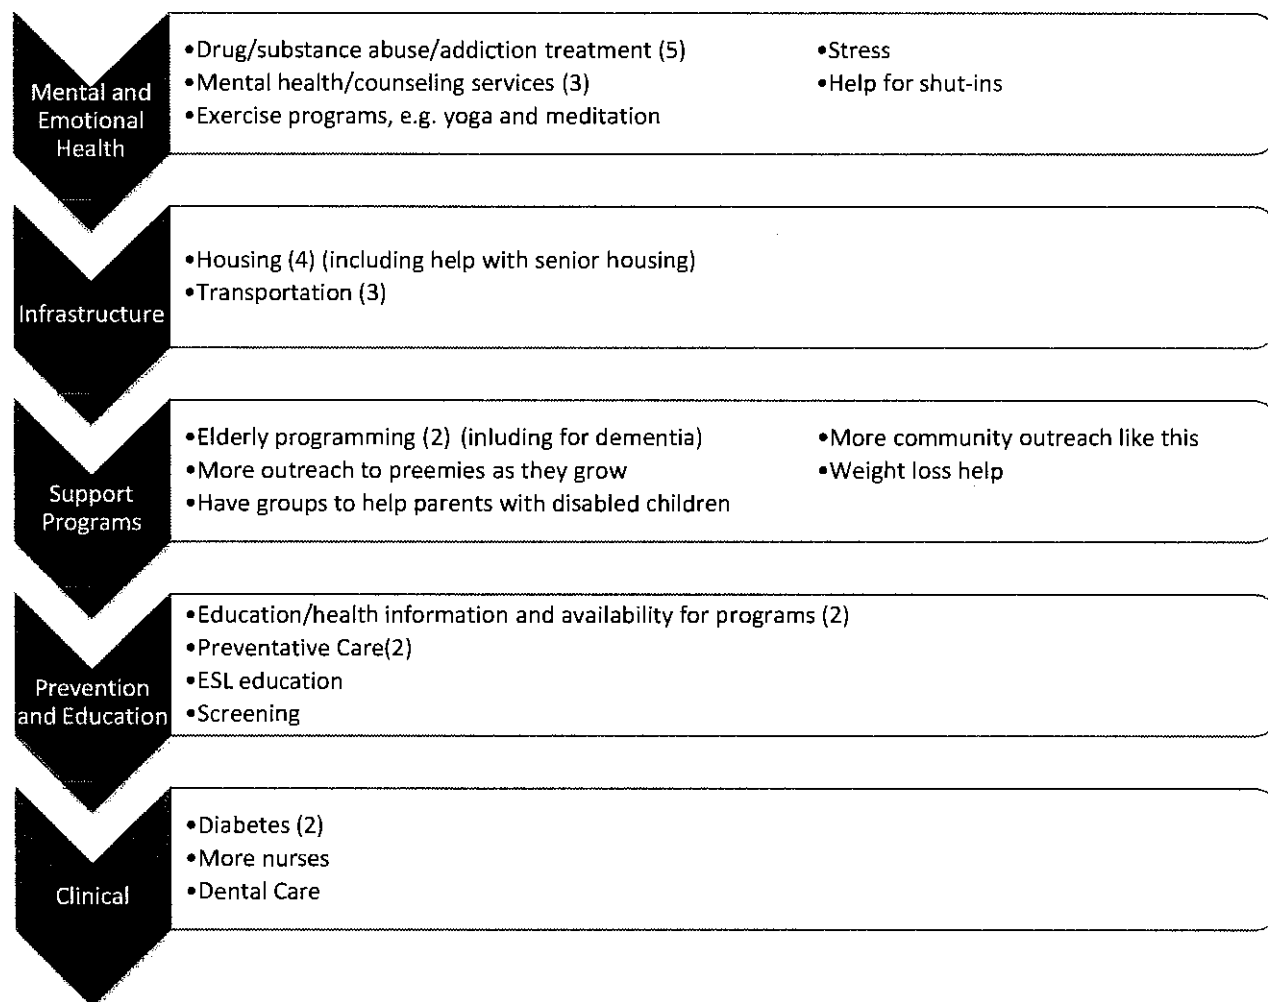 Mental and
Emotional
Health
•Drug/substance abuse/addiction treatment (5)
•Mental health/counseling services (3)
•Exercise programs, e.g. yoga and meditation
•Stress
•Help for shut-ins
Infrastructure
•Housing (4) (including help with senior housing)
•Transportation (3)
Support
Programs
•Elderly programming (2) (inluding for dementia)
•More outreach to preemies as they grow
•Have groups to help parents with disabled children
•More community outreach like this
•Weight loss help
Prevention
and Education
•Education/health information and availability for programs (2)
•Preventative Care(2)
•ESL education
•Screening
Clinical
•Diabetes (2)
•More nurses
•Dental Care